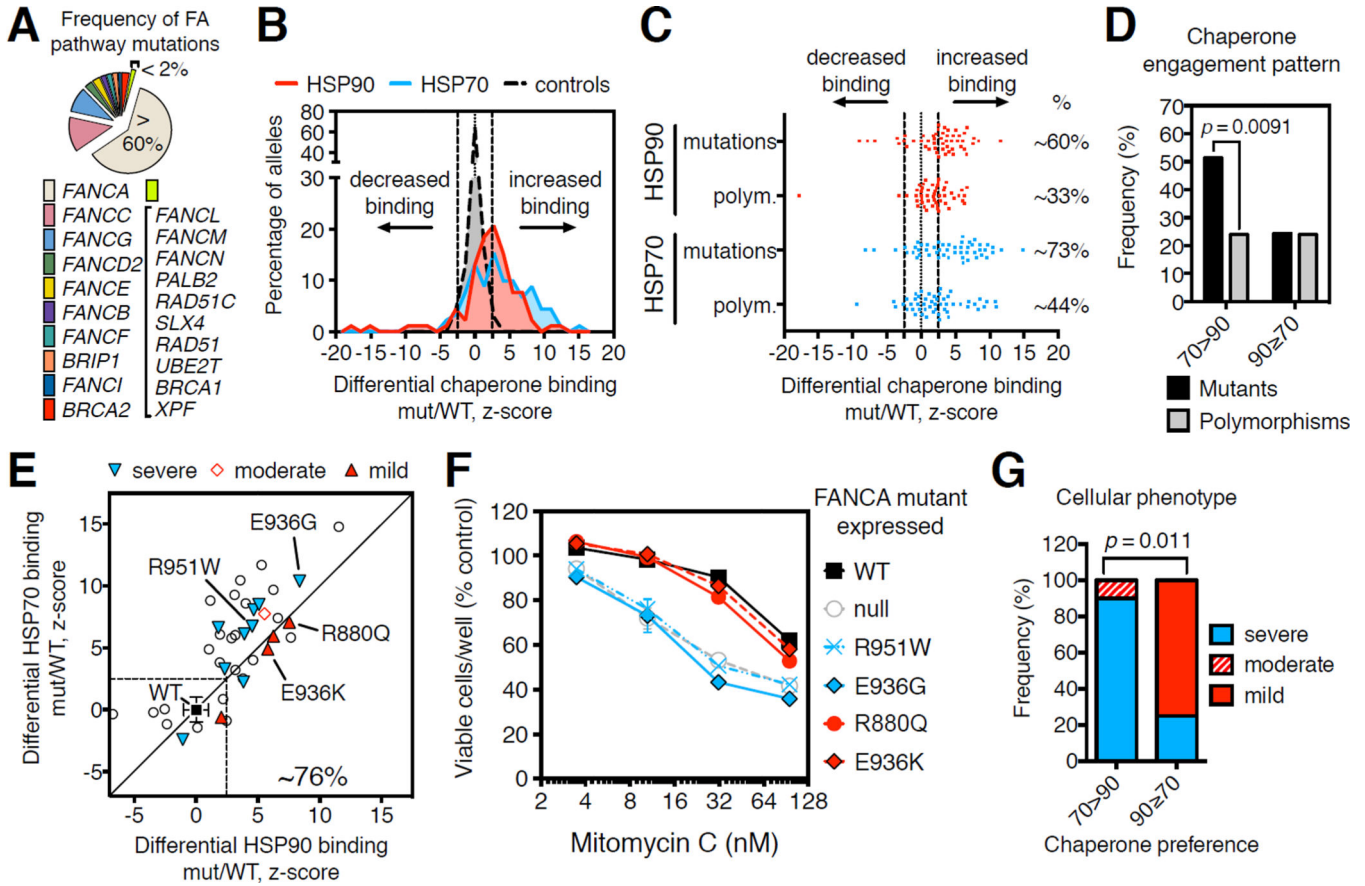 A
Frequency of FA
pathway mutations
< 2%
>
60%
FANCA
FANCC
FANCG
FANCD2
FANCE
FANCB
FANCF
BRIP1
FANCI
BRCA2
FANCL
FANCM
FANCN
PALB2
RAD51C
SLX4
RAD51
UBE2T
BRCA1
XPF
B
HSP90 HSP70 controls
Percentage of alleles
80
60
40
30
20
10
0
decreased
binding
increased
binding
-20 -15 -10 -5 0 5 10 15 20
Differential chaperone binding
mut/WT, z-score
C
decreased
binding
increased
binding
%
HSP90
mutations
~60%
polym.
~33%
HSP70
mutations
~73%
polym.
~44%
-20 -15 -10 -5 0 5 10 15 20
Differential chaperone binding
mut/WT, z-score
D
Chaperone
engagement pattern
Frequency (%)
70
60
50
40
30
20
10
0
p = 0.0091
70>90
90≥70
Mutants
Polymorphisms
E
severe moderate mild
Differential HSP70 binding
mut/WT, z-score
15
10
5
0
-5
E936G
R951W
R880Q
E936K
WT
~76%
-5 0 5 10 15
Differential HSP90 binding
mut/WT, z-score
F
Viable cells/well (% control)
120
100
80
60
40
20
0
2 4 8 16 32 64 128
Mitomycin C (nM)
FANCA mutant
expressed
WT
null
R951W
E936G
R880Q
E936K
G
Cellular phenotype
p = 0.011
Frequency (%)
120
100
80
60
40
20
0
70>90
90≥70
Chaperone preference
severe
moderate
mild